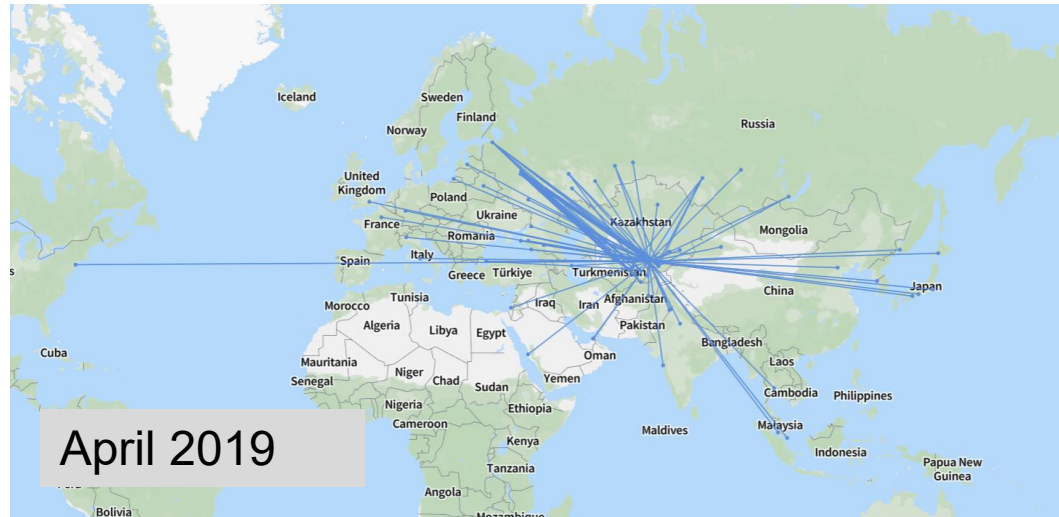 Iceland
Sweden
Finland
Norway
Russia
United
Kingdom
Poland
Ukraine
France
Kazakhstan
Mongolia
Romania
Spain
Italy
Greece
Türkiye
Turkmenistan
China
Japan
Morocco
Tunisia
Iraq
Iran
Afghanistan
Algeria
Libya
Egypt
Pakistan
Cuba
Mauritania
Oman
Bangladesh
Laos
Niger
Chad
Yemen
Senegal
Sudan
Cambodia
Philippines
Nigeria
Ethiopia
Cameroon
Maldives
Malaysia
Kenya
Indonesia
April 2019
Tanzania
Papua New
Guinea
Angola
Bolivia
Mozambique